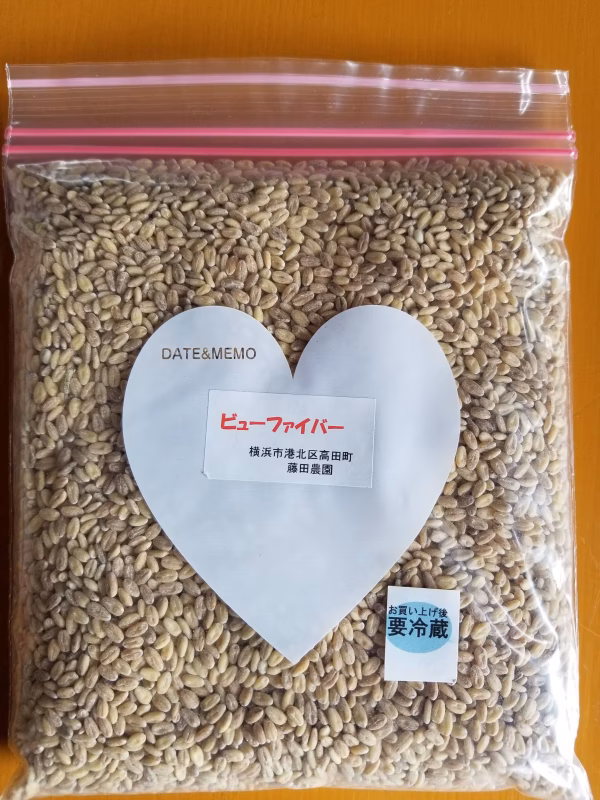 DATE&MEMO
ビューファイバー
横浜市港北区高田町
藤田農園
お買い上げ後
要冷蔵